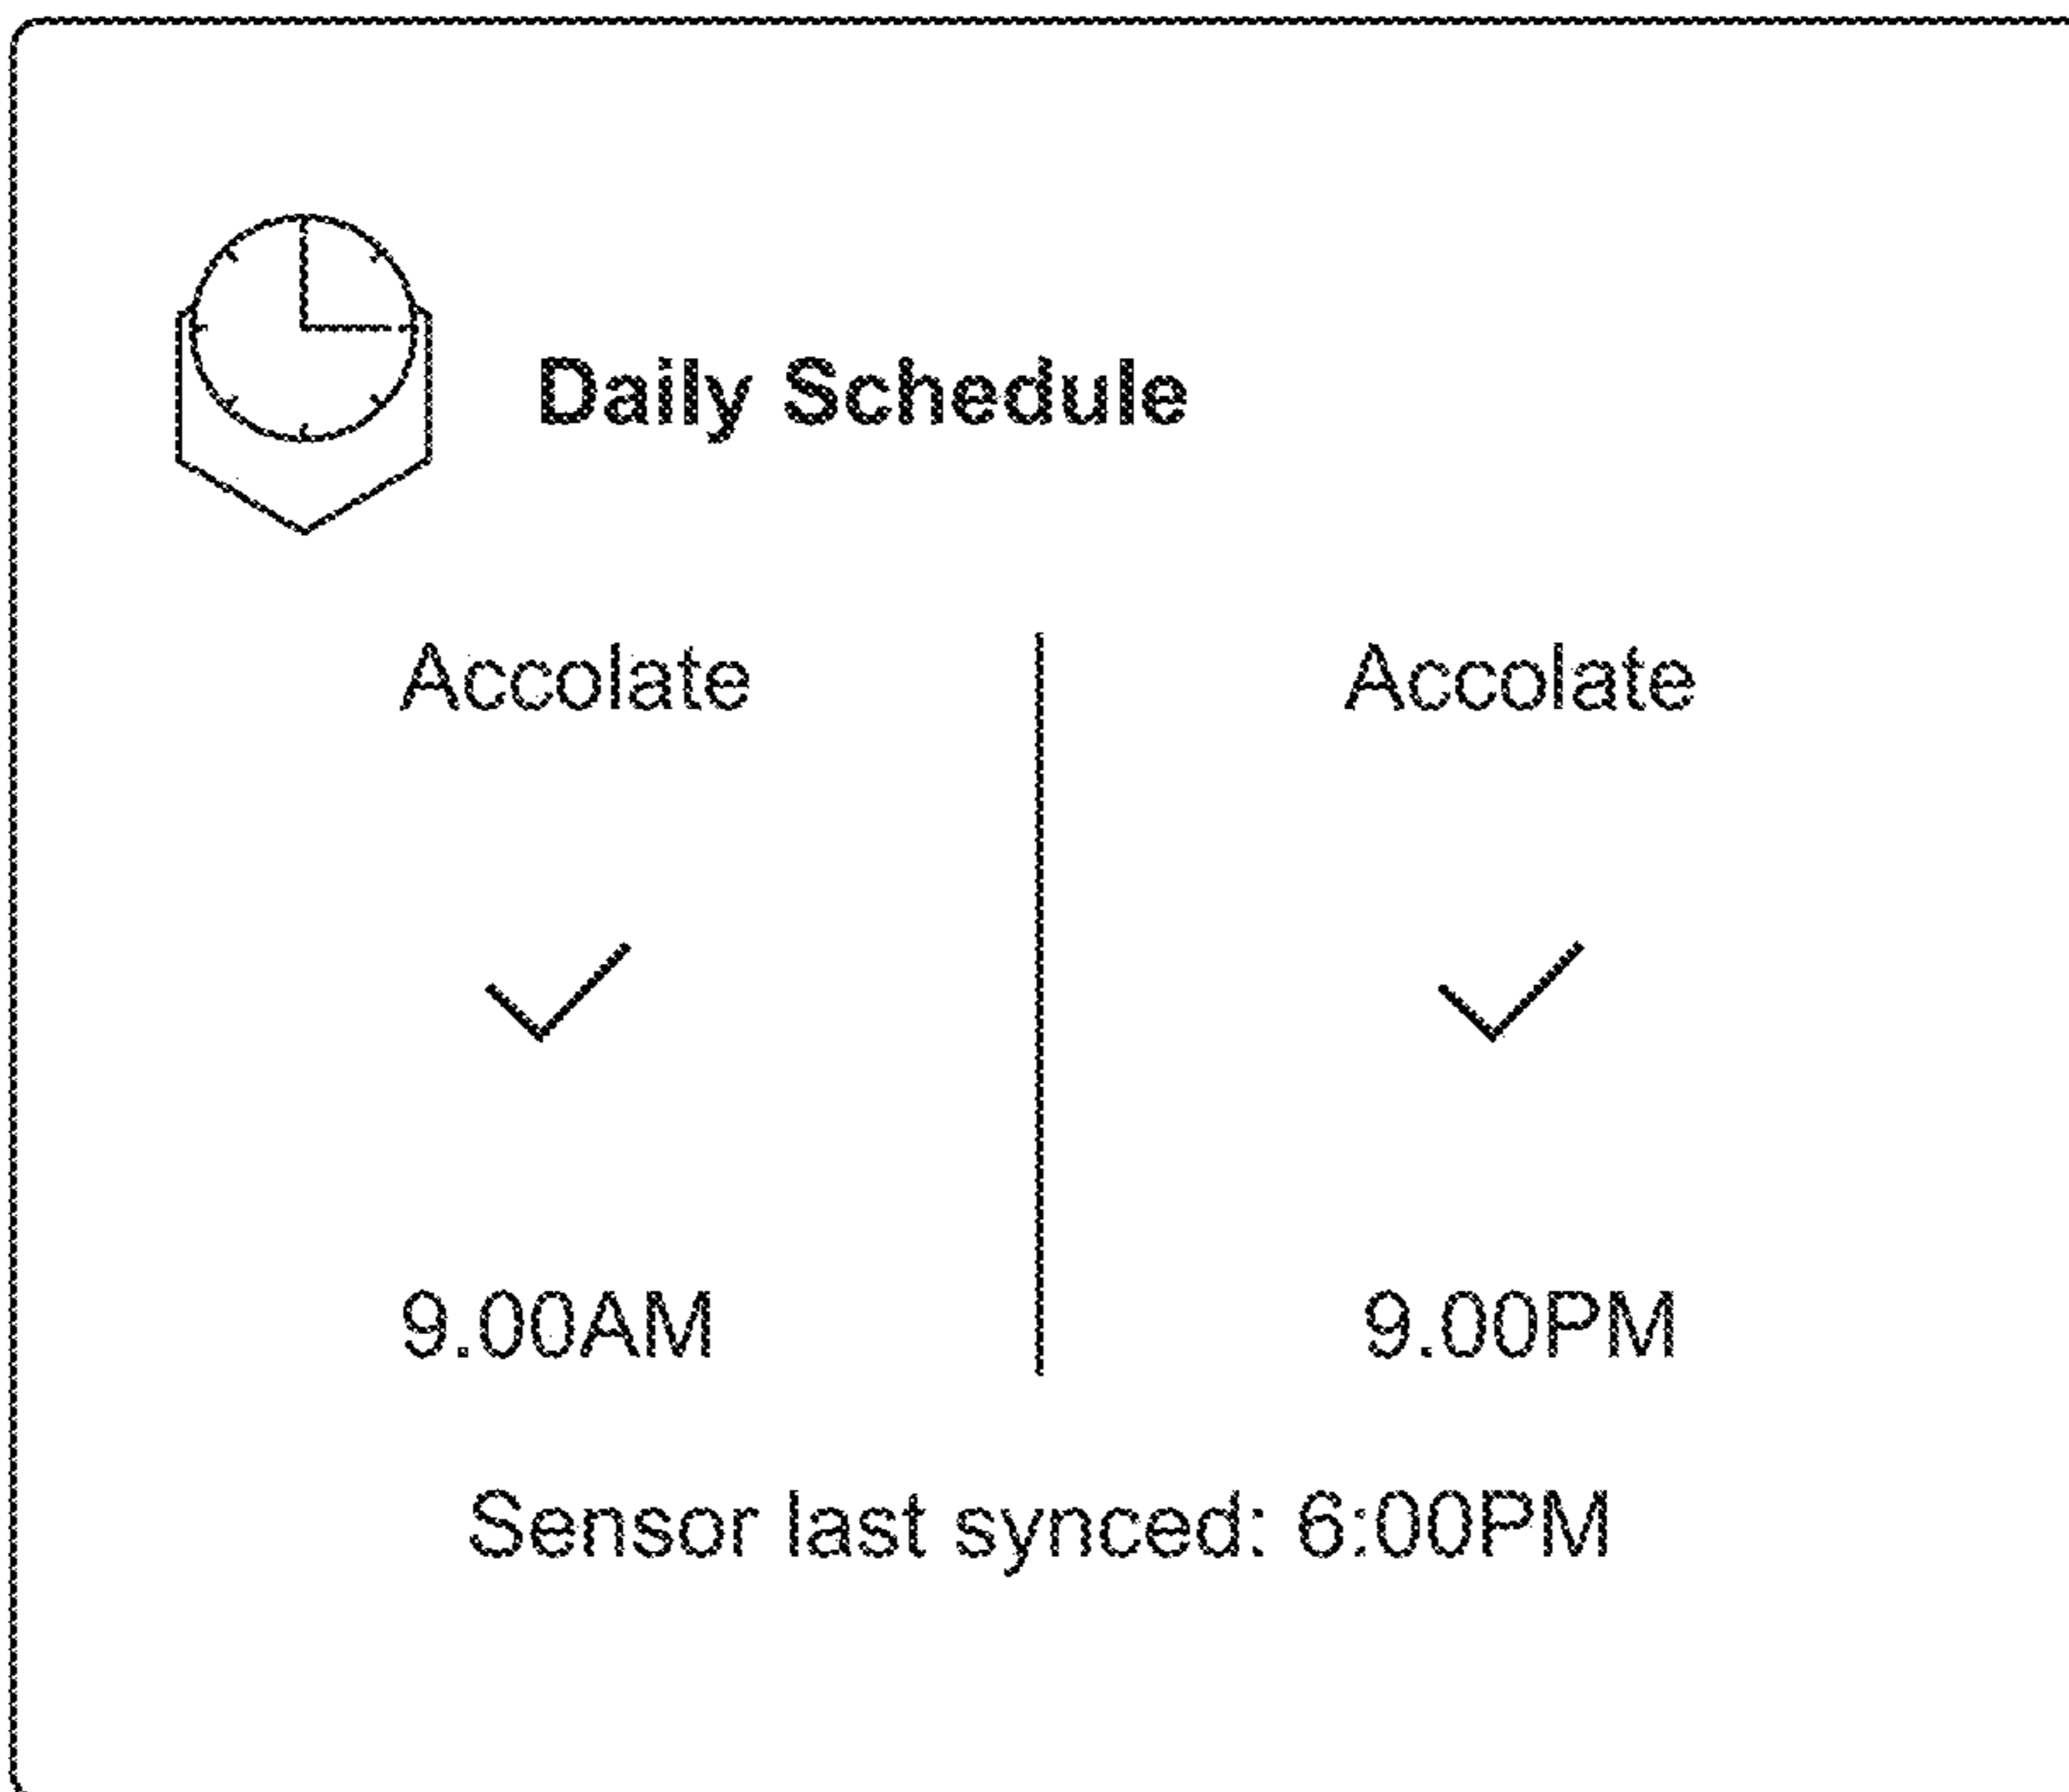 Daily Schedule
Accolate
Accolate
9.00AM
9.00PM
Sensor last synced: 6:00PM